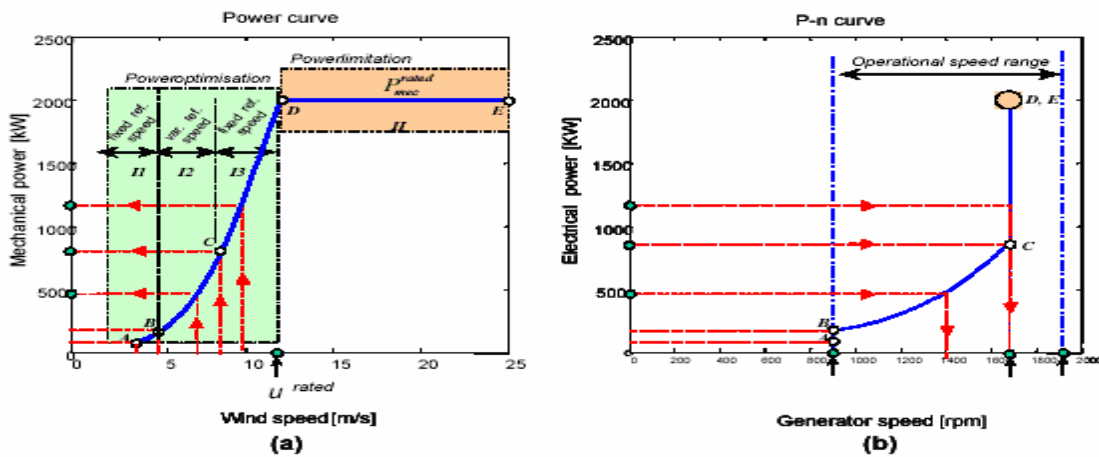 Power curve
2500
2000
1500
1000
500
0
Mechanical power [kW]
Poweroptimisation
Powerlimitation
fixed ref. speed
var. ref. speed
fixed ref. speed
I1
I2
I3
P rated mec
II.
A
B
C
D
E
5
10
15
20
25
u rated
Wind speed [m/s]
(a)
P-n curve
2500
2000
1500
1000
500
0
Electrical power [KW]
Operational speed range
D, E
C
B
A
0
200
400
600
800
1000
1200
1400
1600
1800
Generator speed [rpm]
(b)